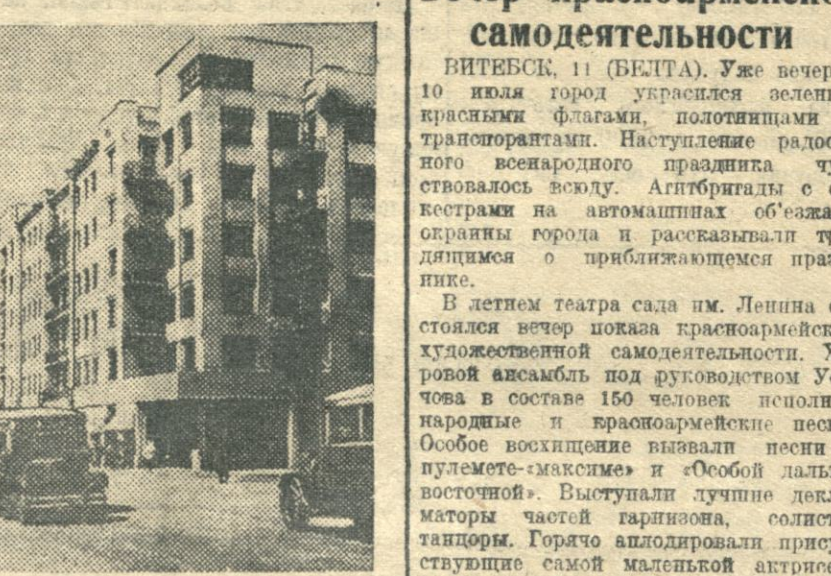 самодеятельности
ВИТЕБСК, 11 (БЕЛТА). Уже вечер
10 июля город украсился зелен
красными флагами, полотнищами
транспорантами. Наступление радос
ного всенародного праздника чу
ствовалось всюду. Агитбригады с о
кестрами на автомашинах об'езжа
окраины города и рассказывали т
дящимся о приближающемся праз
нике.
В летнем театра сада им. Ленина с
стоялся вечер показа красноармейск
художественной самодеятельности. Х
ровой ансамбль под руководством Ус
чова в составе 150 человек исполн
народные и красноармейские песн
Особое восхищение вызвали песни
пулемете-«максиме» и «Особой даль
восточной». Выступали лучшие декл
маторы частей гарнизона, солист
танцоры. Горячо аплодировали прис
ствующие самой маленькой актрисе